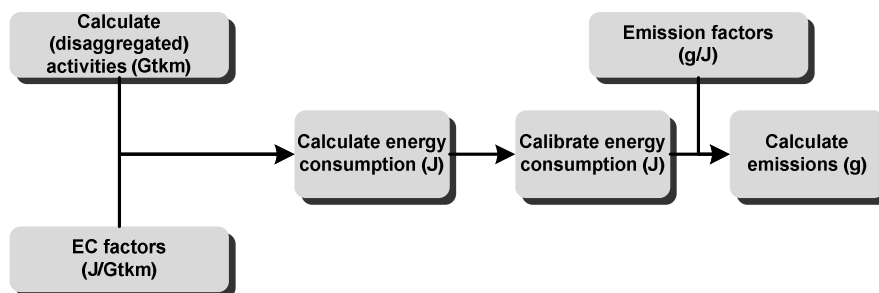 Calculate
(disaggregated)
activities (Gtkm)
Emission factors
(g/J)
Calculate energy
consumption (J)
Calibrate energy
consumption (J)
Calculate
emissions (g)
EC factors
(J/Gtkm)